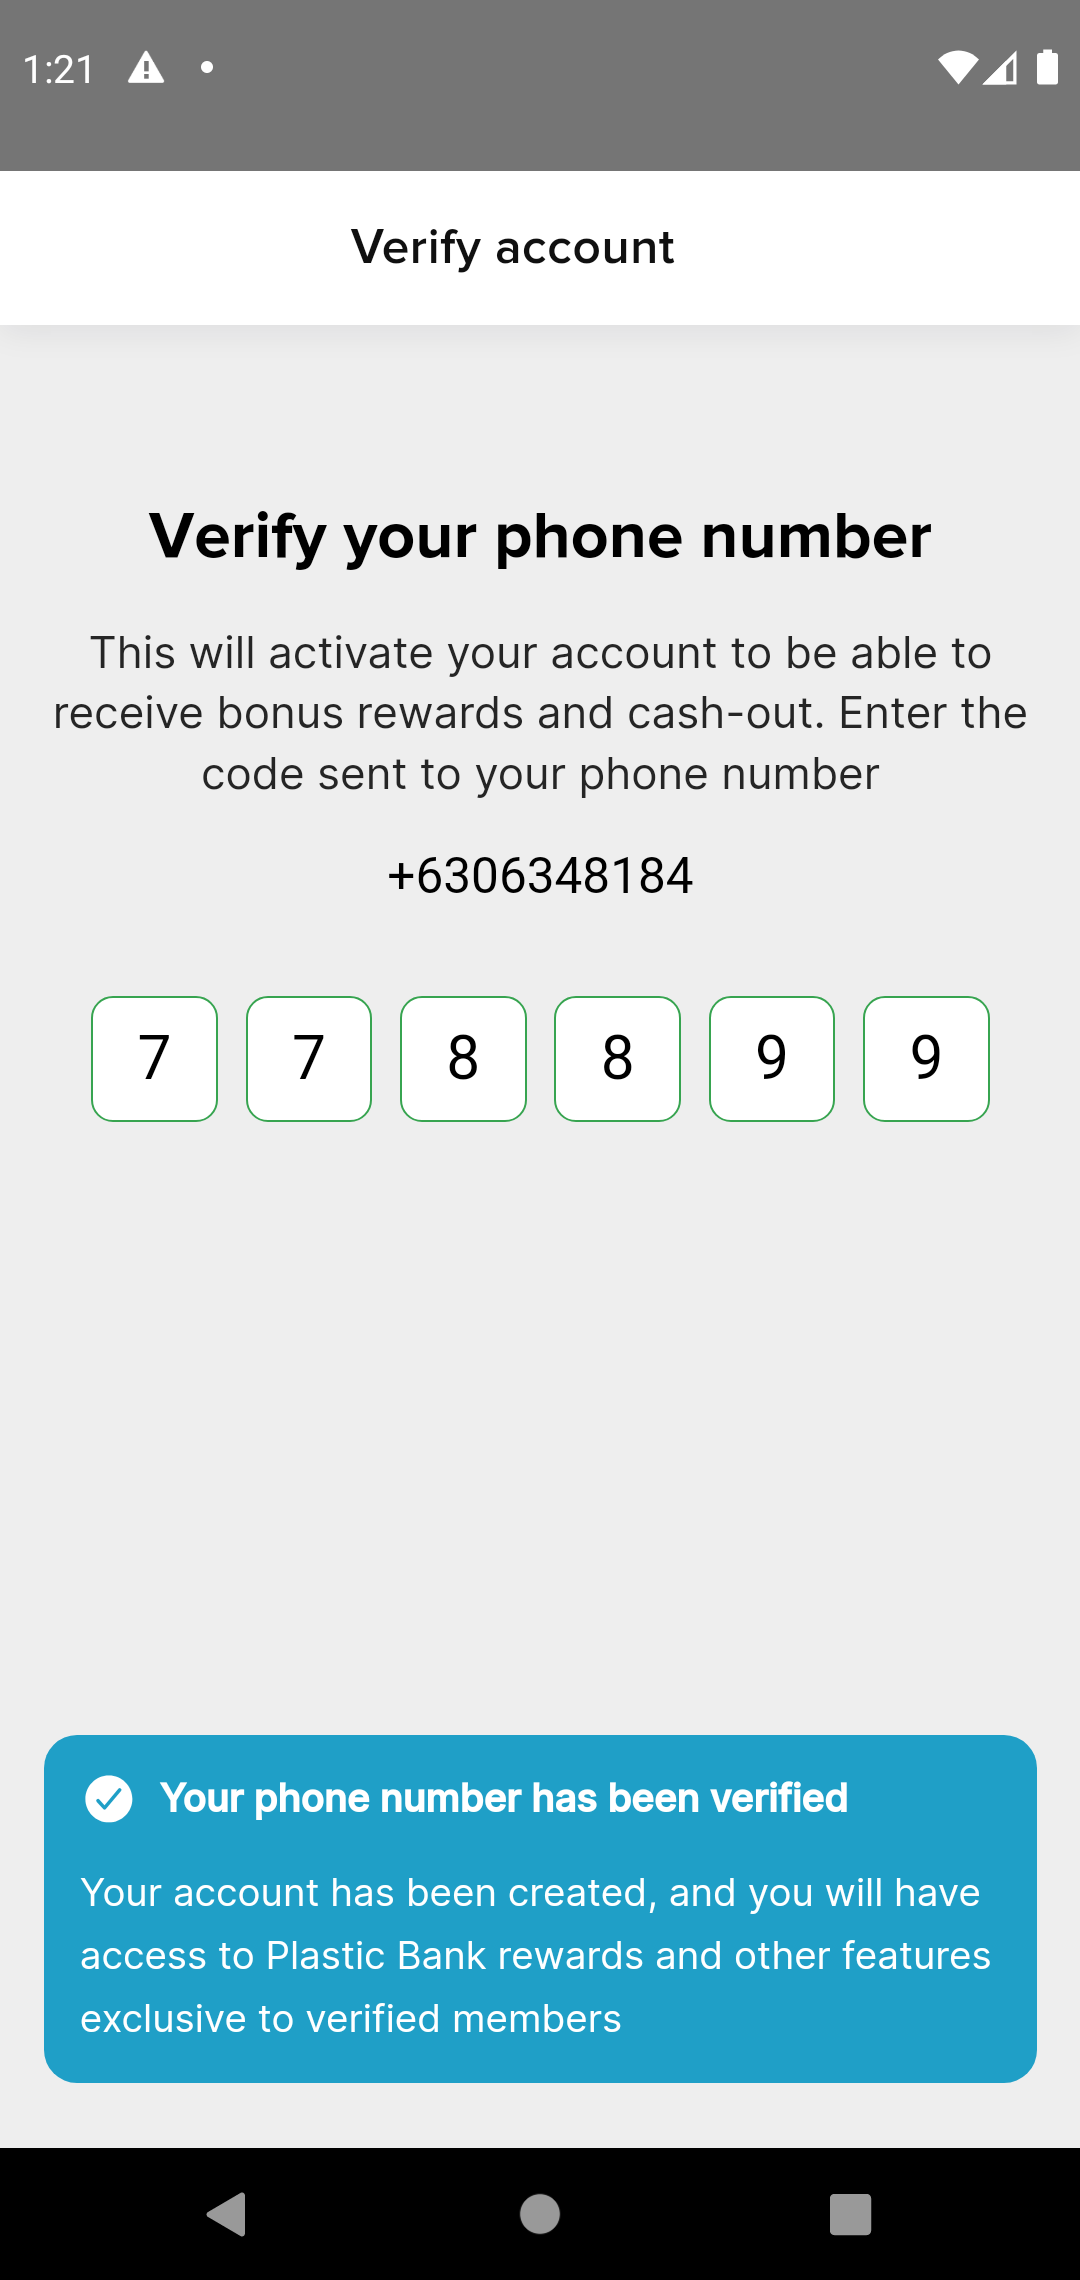 1:21
Verify account
Verify your phone number
This will activate your account to be able to
receive bonus rewards and cash-out. Enter the
code sent to your phone number
+6306348184
7 7 8 8 9 9
Your phone number has been verified
Your account has been created, and you will have
access to Plastic Bank rewards and other features
exclusive to verified members